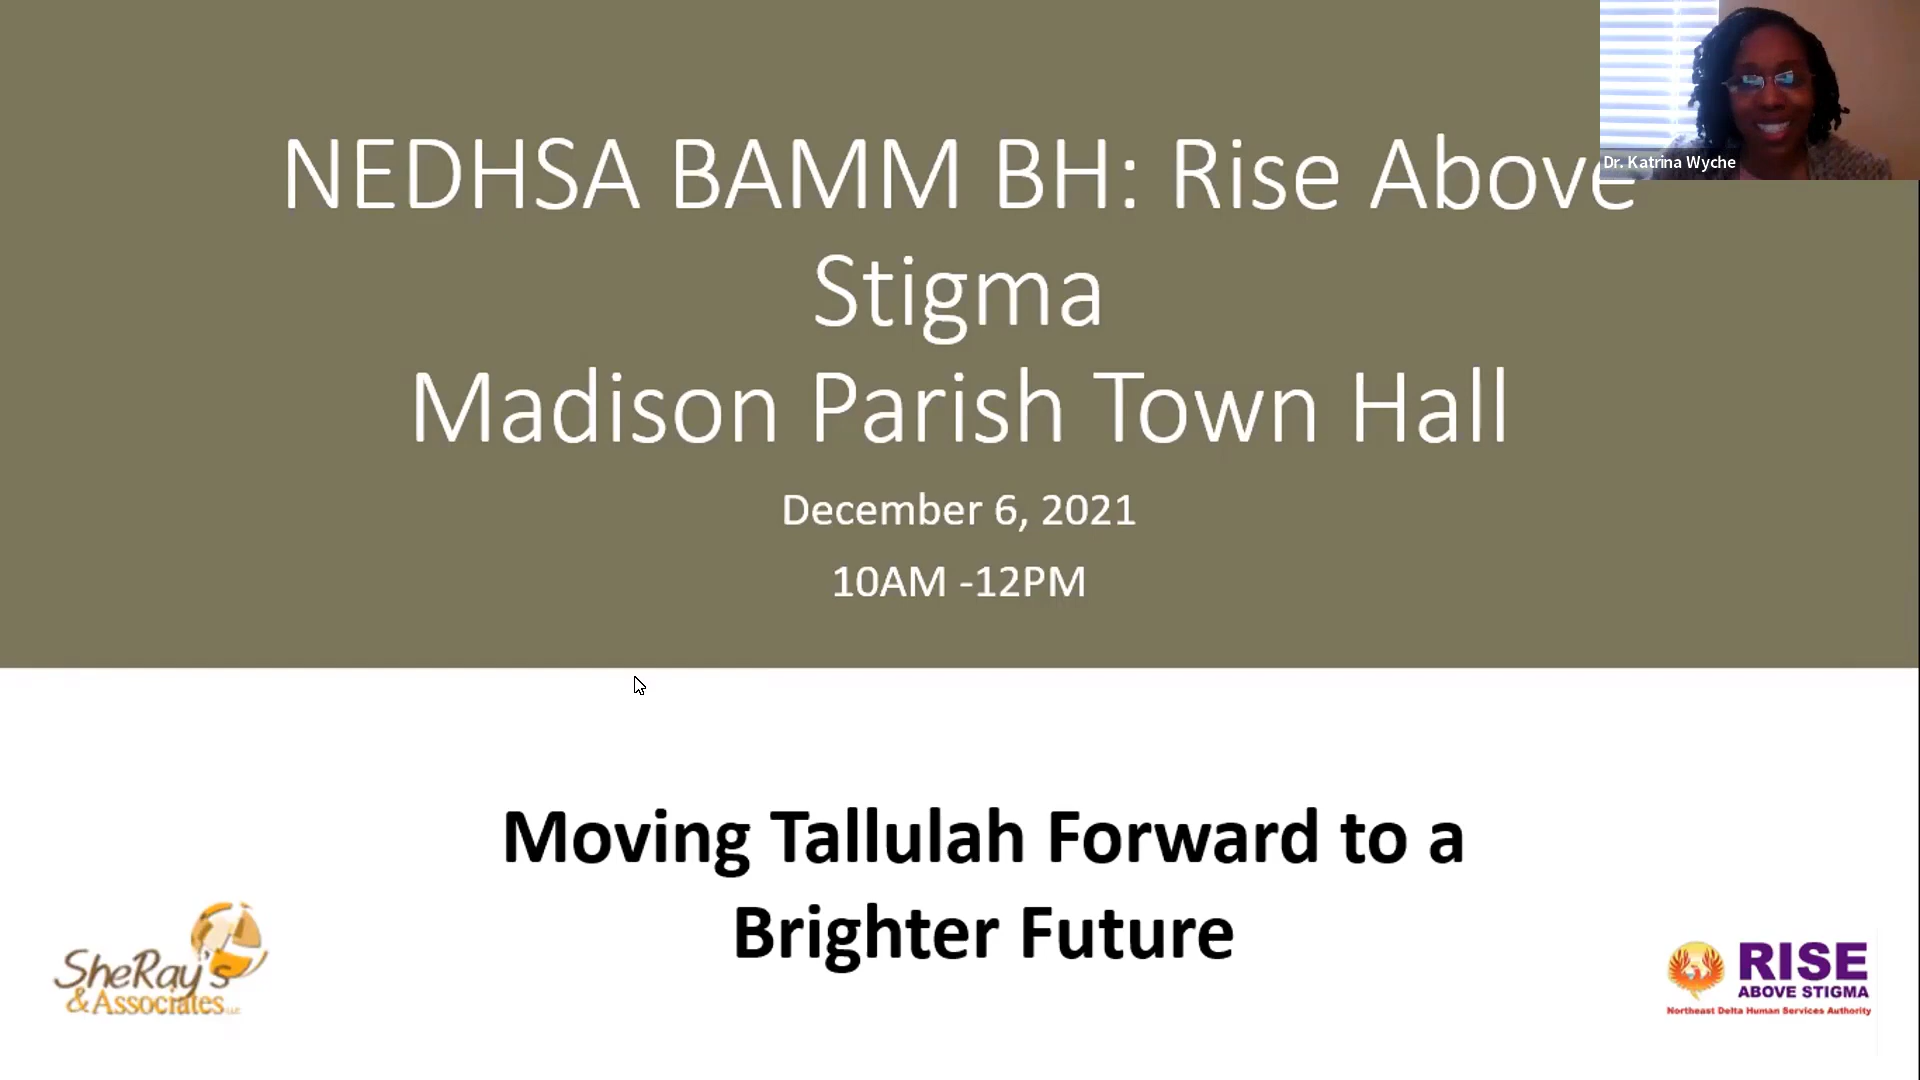 NEDHSA BAMM BH: Rise Above
Stigma
Madison Parish Town Hall
December 6, 2021
10AM -12PM
Dr. Katrina Wyche
Moving Tallulah Forward to a
Brighter Future
SheRay's
& Associates LLC
RISE
ABOVE STIGMA
Northeast Delta Human Services Authority